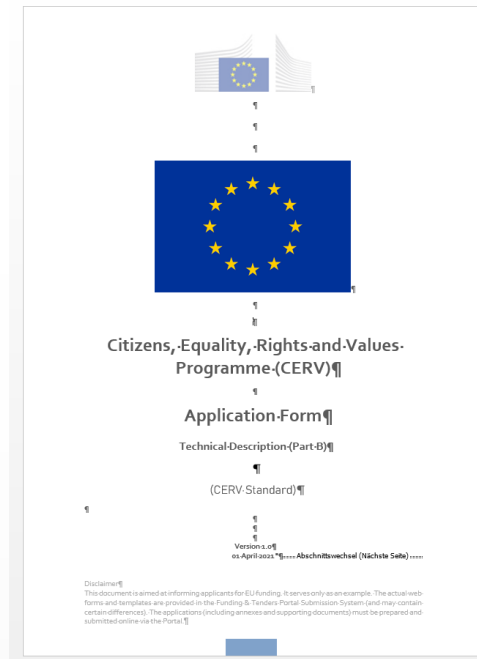 Citizens, Equality, Rights and Values
Programme (CERV)¶
¶
Application Form¶
¶
Technical Description (Part B)¶
¶
(CERV Standard)¶
¶
¶
¶
¶
Version 1.0¶
01 April 2021"¶ Abschnittswechsel (Nächste Seite)
Disclaimer¶
This document is aimed at informing applicants for EU funding. It serves only as an example. The actual web
forms and templates are provided in the Funding & Tenders Portal Submission System (and may contain
certain differences). The applications (including annexes and supporting documents) must be prepared and
submitted online via the Portal.¶